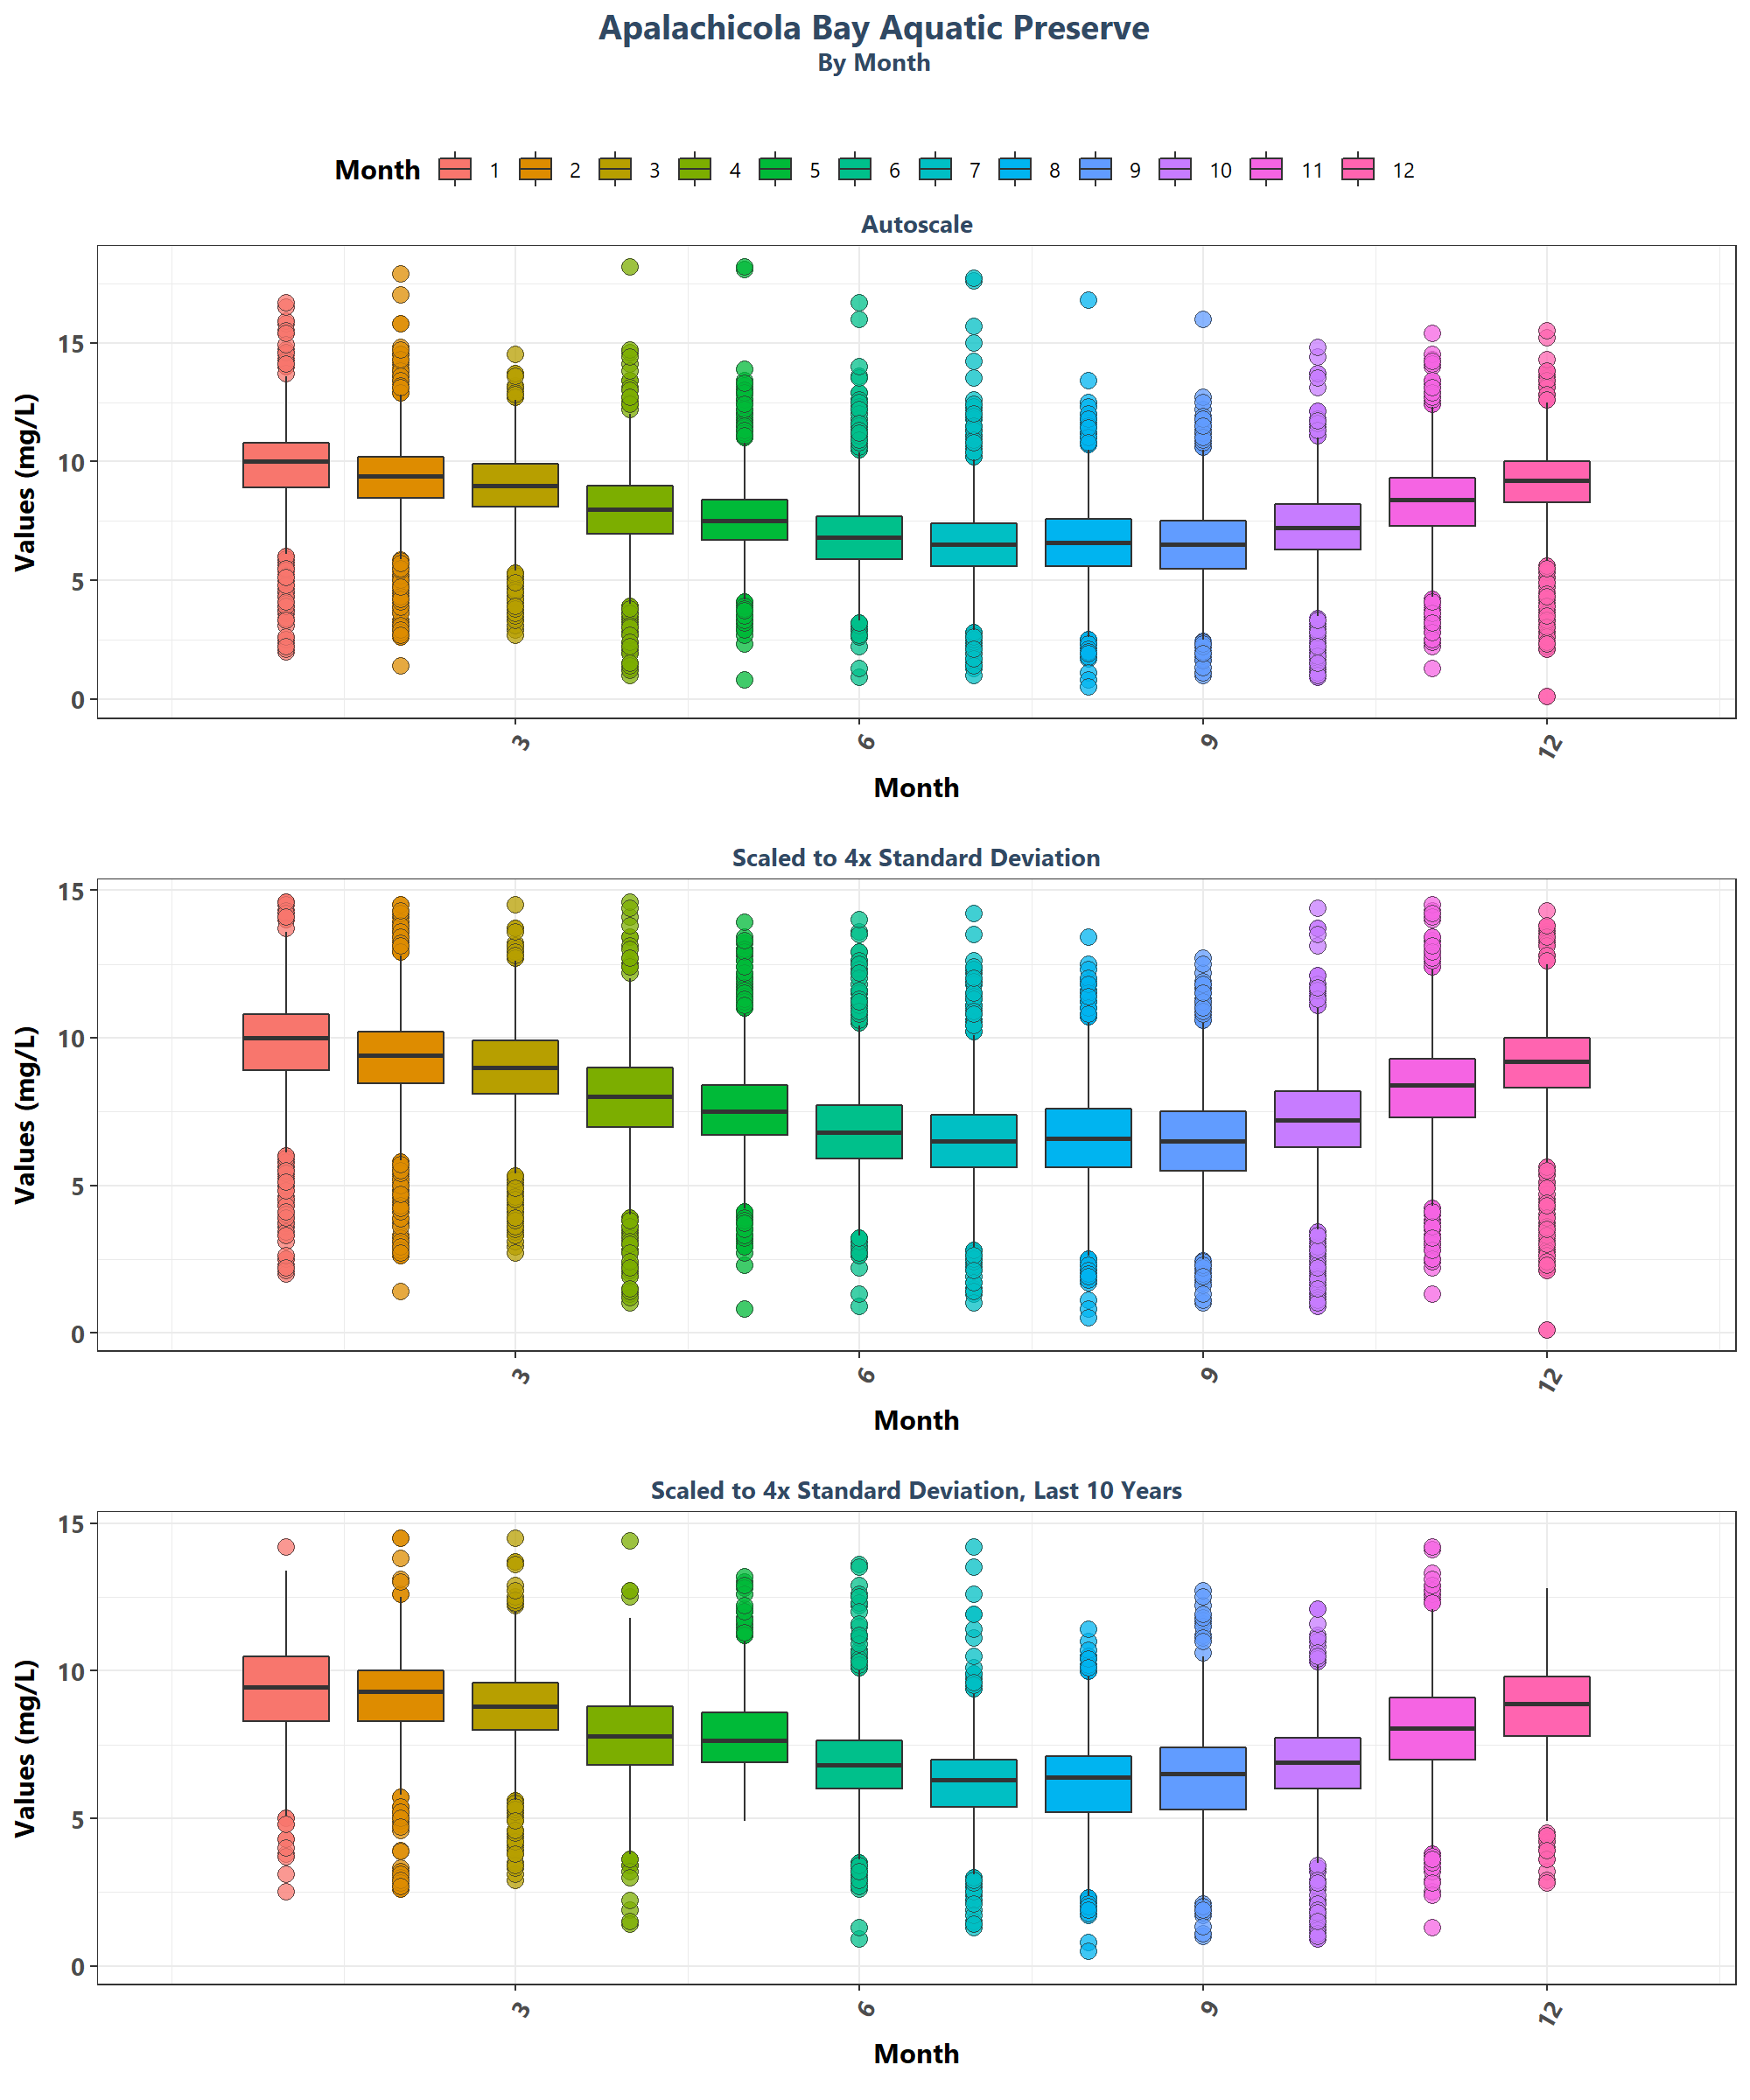 Apalachicola Bay Aquatic Preserve
By Month
Month 1 2 3 4 5 6 7 8 9 10 11 12
Autoscale
Values (mg/L)
15
10
5
0
3 6 9 12
Month
Scaled to 4x Standard Deviation
Values (mg/L)
15
10
5
0
3 6 9 12
Month
Scaled to 4x Standard Deviation, Last 10 Years
Values (mg/L)
15
10
5
0
3 6 9 12
Month